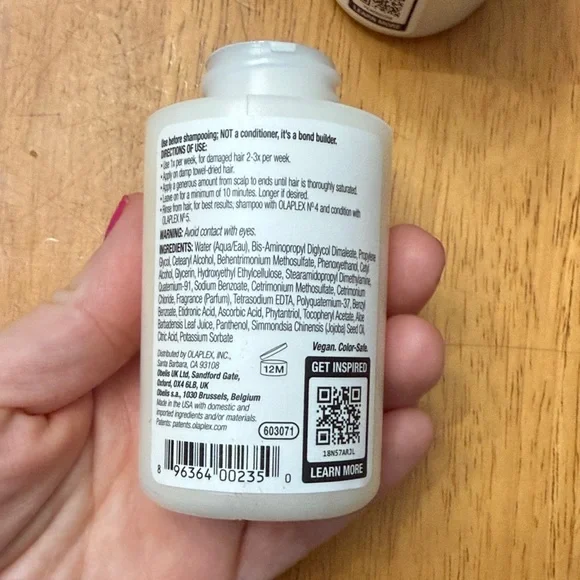 Use before shampooing; NOT a conditioner, it's a bond builder.
DIRECTIONS OF USE:
• Use 1x per week, for damaged hair 2-3x per week.
• Apply on damp towel-dried hair.
• Apply a generous amount from scalp to ends until hair is thoroughly saturated.
• Leave on for a minimum of 10 minutes. Longer if desired.
• Rinse from hair, for best results; shampoo with OLAPLEX Nº4 and condition with
OLAPLEX Nº5.
WARNING: Avoid contact with eyes.
INGREDIENTS: Water (Aqua/Eau), Bis-Aminopropyl Diglycol Dimaleate, Propylene
Glycol, Cetearyl Alcohol, Behentrimonium Methosulfate, Phenoxyethanol, Cetyl
Alcohol, Glycerin, Hydroxyethyl Ethylcellulose, Stearamidopropyl Dimethylamine,
Quaternium-91, Sodium Benzoate, Cetrimonium Methosulfate, Cetrimonium
Chloride, Fragrance (Parfum), Tetrasodium EDTA, Polyquaternium-37, Benzyl
Benzoate, Etidronic Acid, Ascorbic Acid, Phytantriol, Tocopheryl Acetate, Aloe
Barbadensis Leaf Juice, Panthenol, Simmondsia Chinensis (Jojoba) Seed Oil,
Citric Acid, Potassium Sorbate
Vegan. Color-Safe.
Distributed by OLAPLEX, INC.,
Santa Barbara, CA 93108
Obelis UK Ltd, Sandford Gate,
Oxford, OX4 6LB, UK
Obelis s.a., 1030 Brussels, Belgium
Made in the USA with domestic and
imported ingredients and/or materials.
Patents: patents.olaplex.com
12M
603071
8 96364 00235 0
GET INSPIRED
18N57ARJL
LEARN MORE